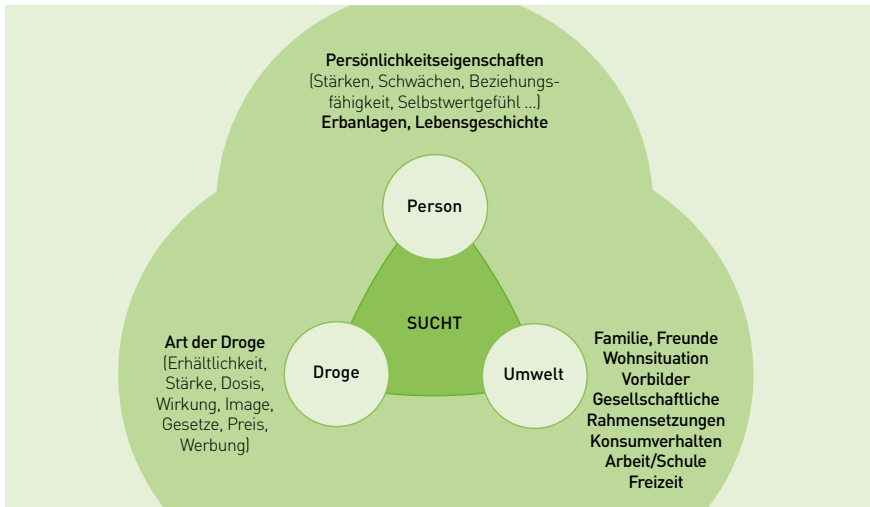 Persönlichkeitseigenschaften
(Stärken, Schwächen, Beziehungs-
fähigkeit, Selbstwertgefühl ...)
Erbanlagen, Lebensgeschichte
Person
SUCHT
Art der Droge
(Erhältlichkeit,
Stärke, Dosis,
Wirkung, Image,
Gesetze, Preis,
Werbung)
Droge
Umwelt
Familie, Freunde
Wohnsituation
Vorbilder
Gesellschaftliche
Rahmensetzungen
Konsumverhalten
Arbeit/Schule
Freizeit